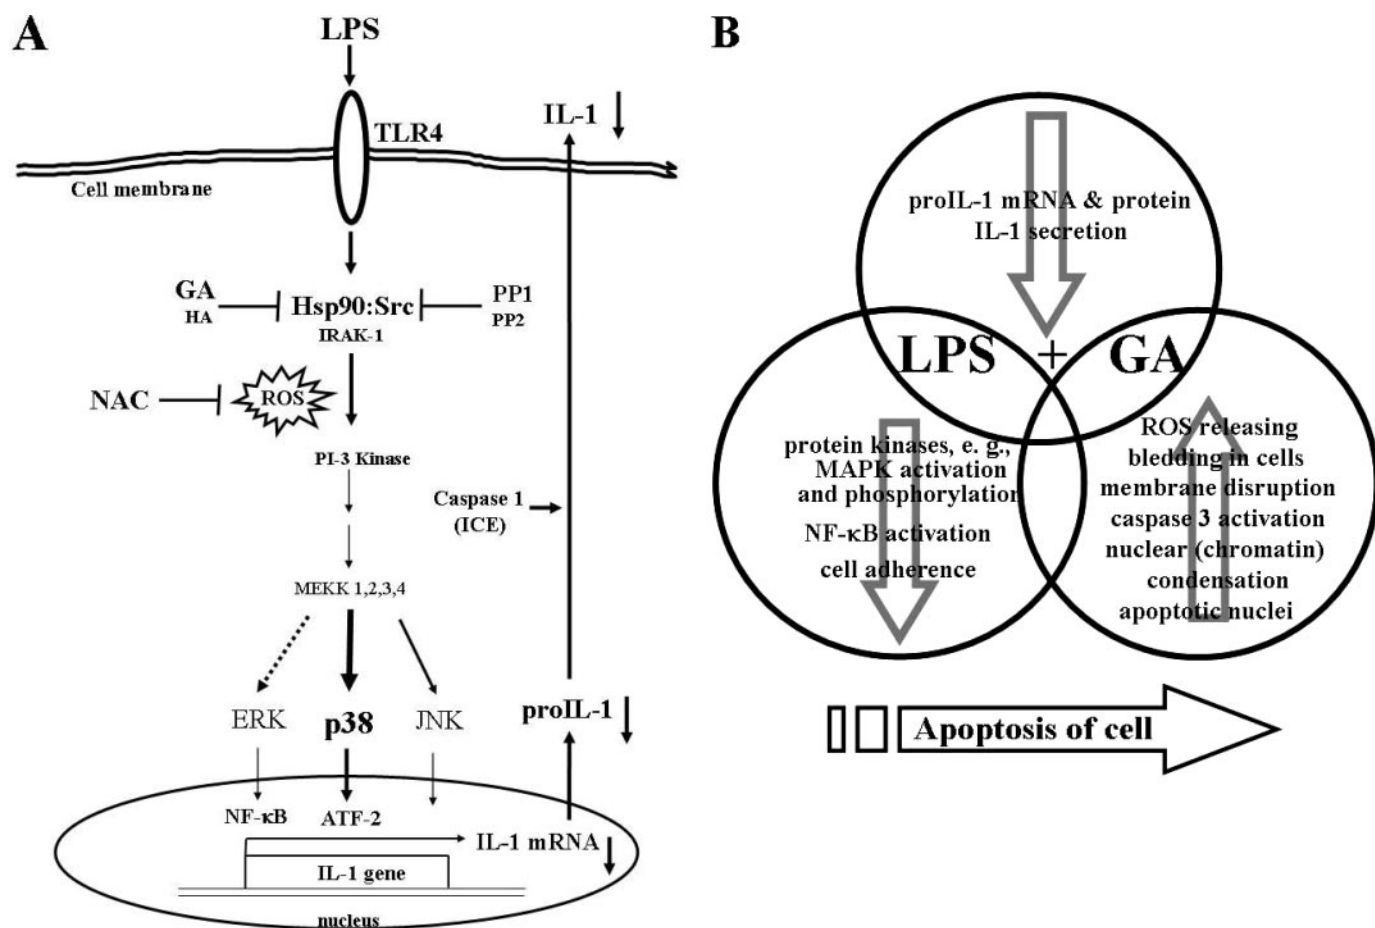 A
LPS
TLR4
IL-1
Cell membrane
GA
HA
Hsp90:Src
IRAK-1
PP1
PP2
NAC
ROS
PI-3 Kinase
Caspase 1
(ICE)
MEKK 1,2,3,4
ERK
p38
JNK
proIL-1
NF-κB
ATF-2
IL-1 mRNA
IL-1 gene
nucleus
B
proIL-1 mRNA & protein
IL-1 secretion
LPS + GA
protein kinases, e. g.,
MAPK activation
and phosphorylation
NF-κB activation
cell adherence
ROS releasing
bledding in cells
membrane disruption
caspase 3 activation
nuclear (chromatin)
condensation
apoptotic nuclei
Apoptosis of cell